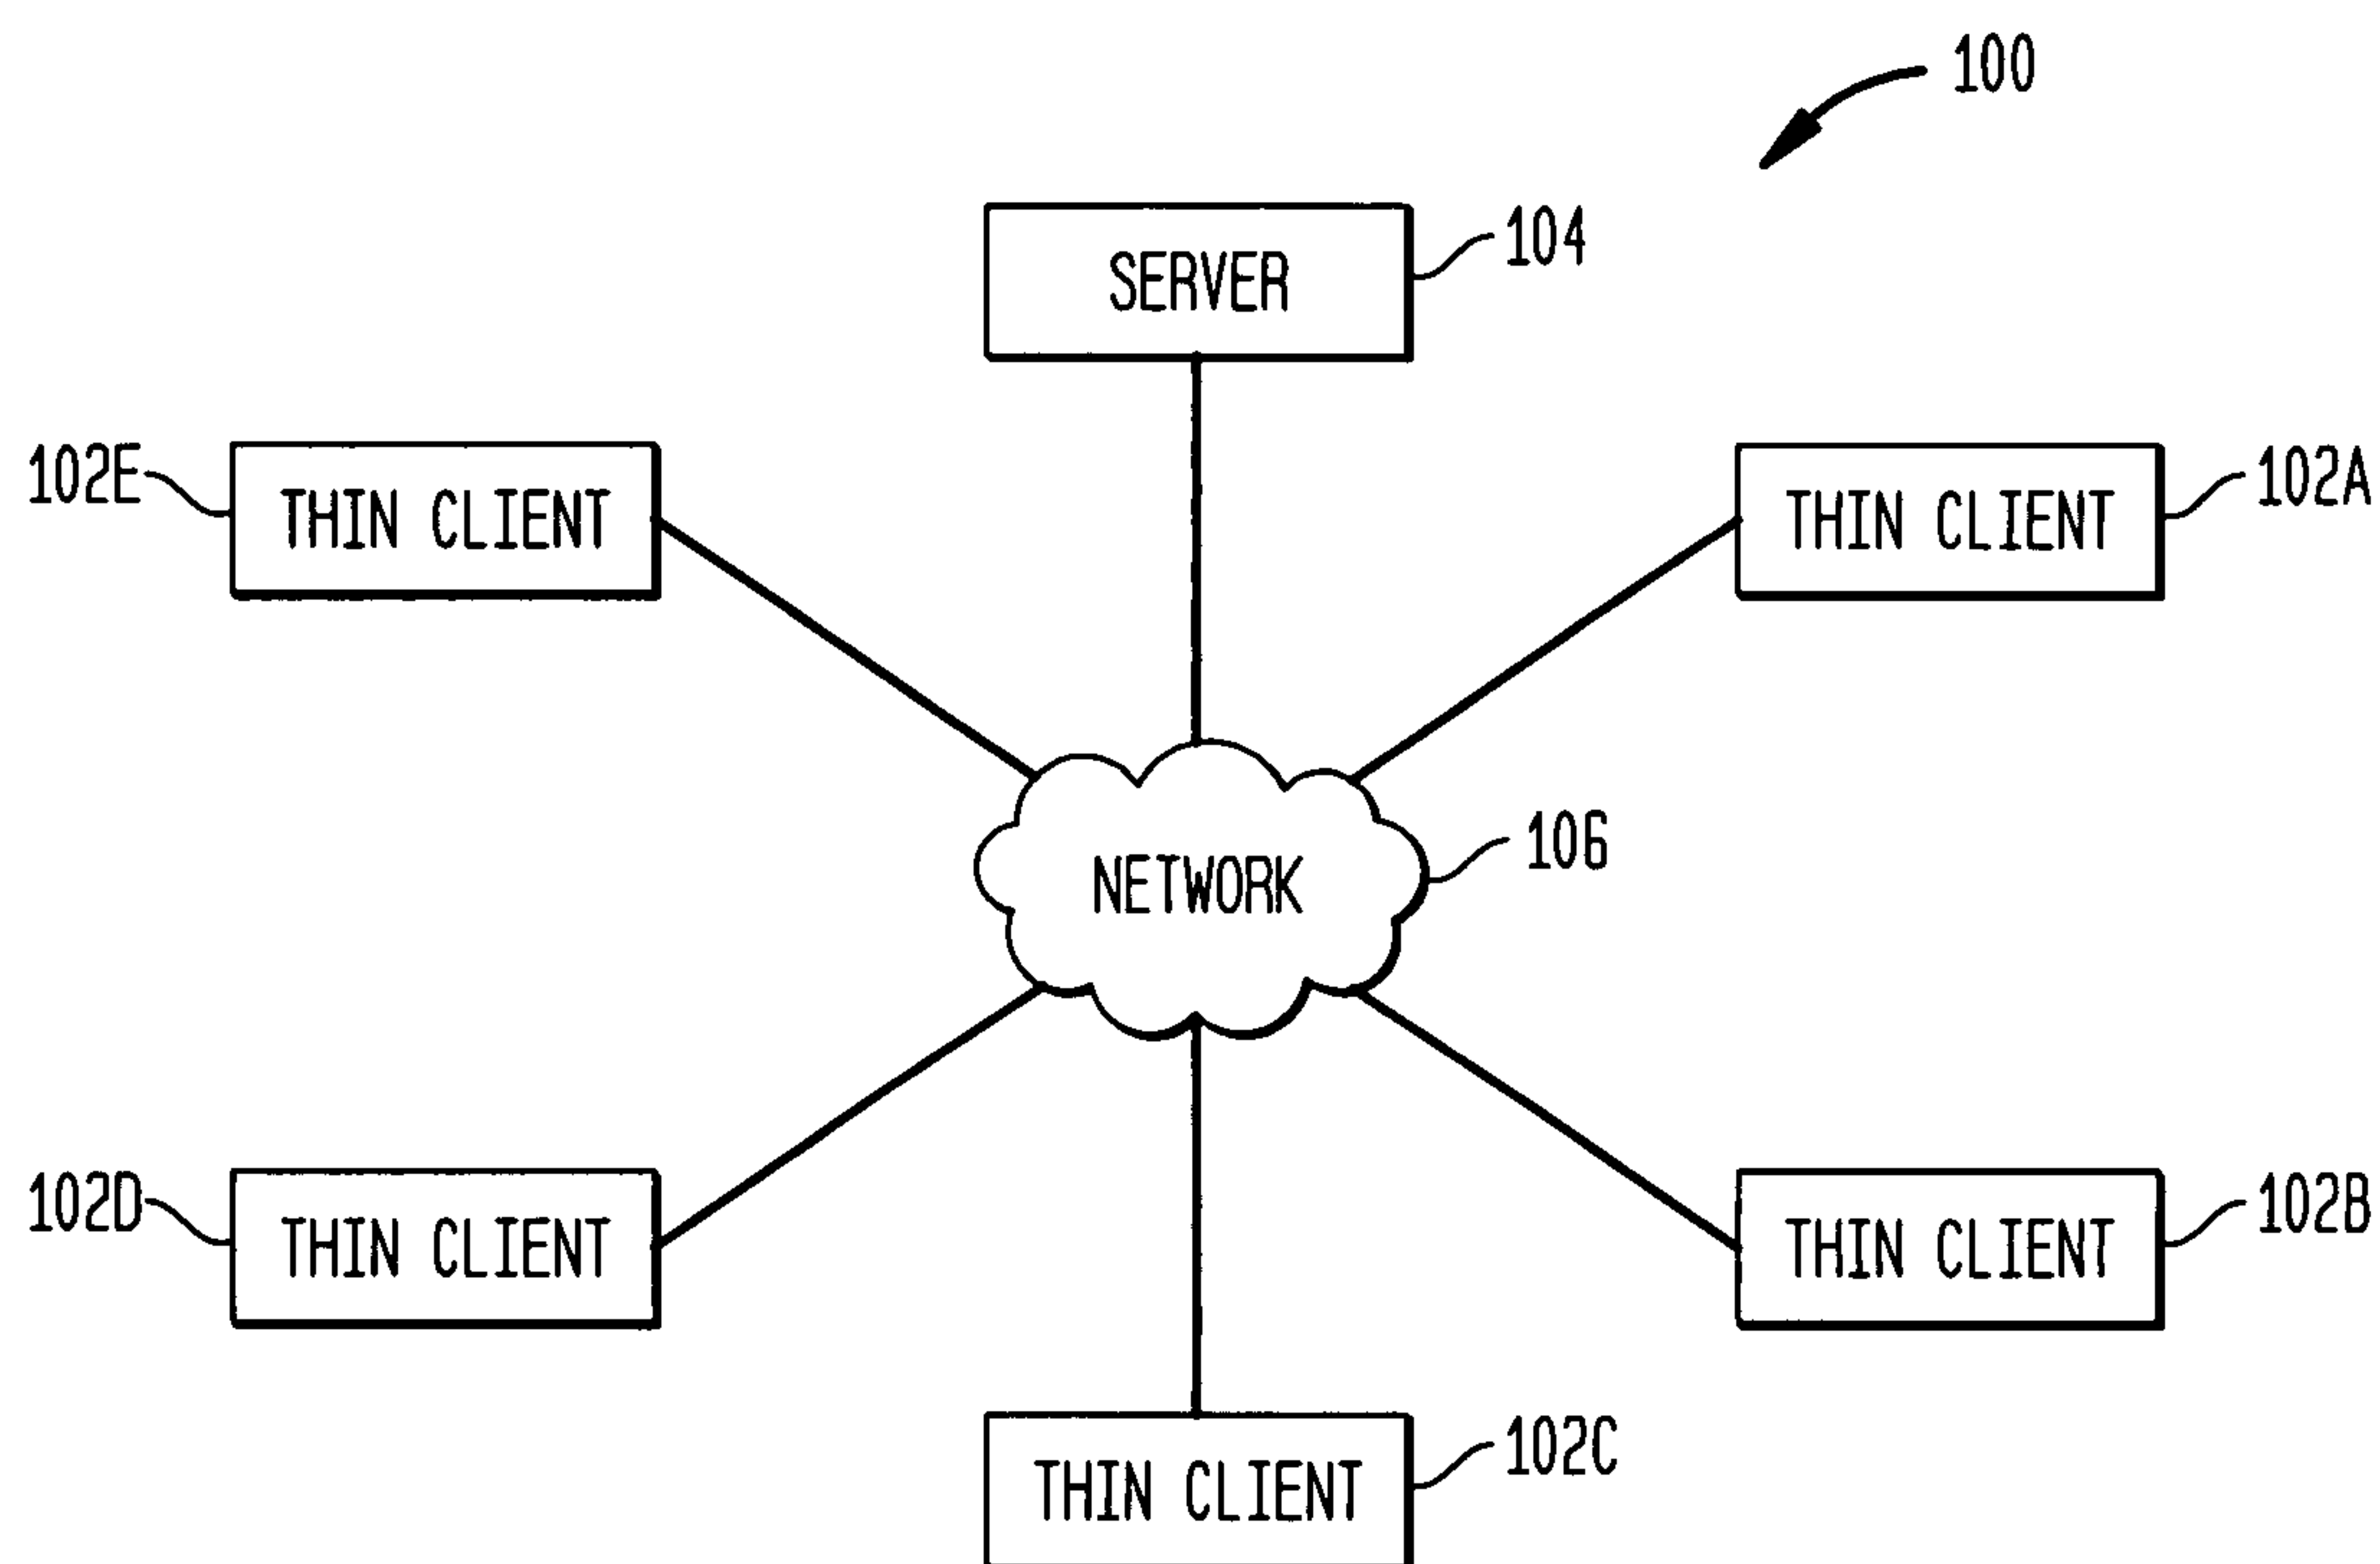 100
SERVER
104
102E
THIN CLIENT
THIN CLIENT
102A
NETWORK
106
102D
THIN CLIENT
THIN CLIENT
102B
THIN CLIENT
102C